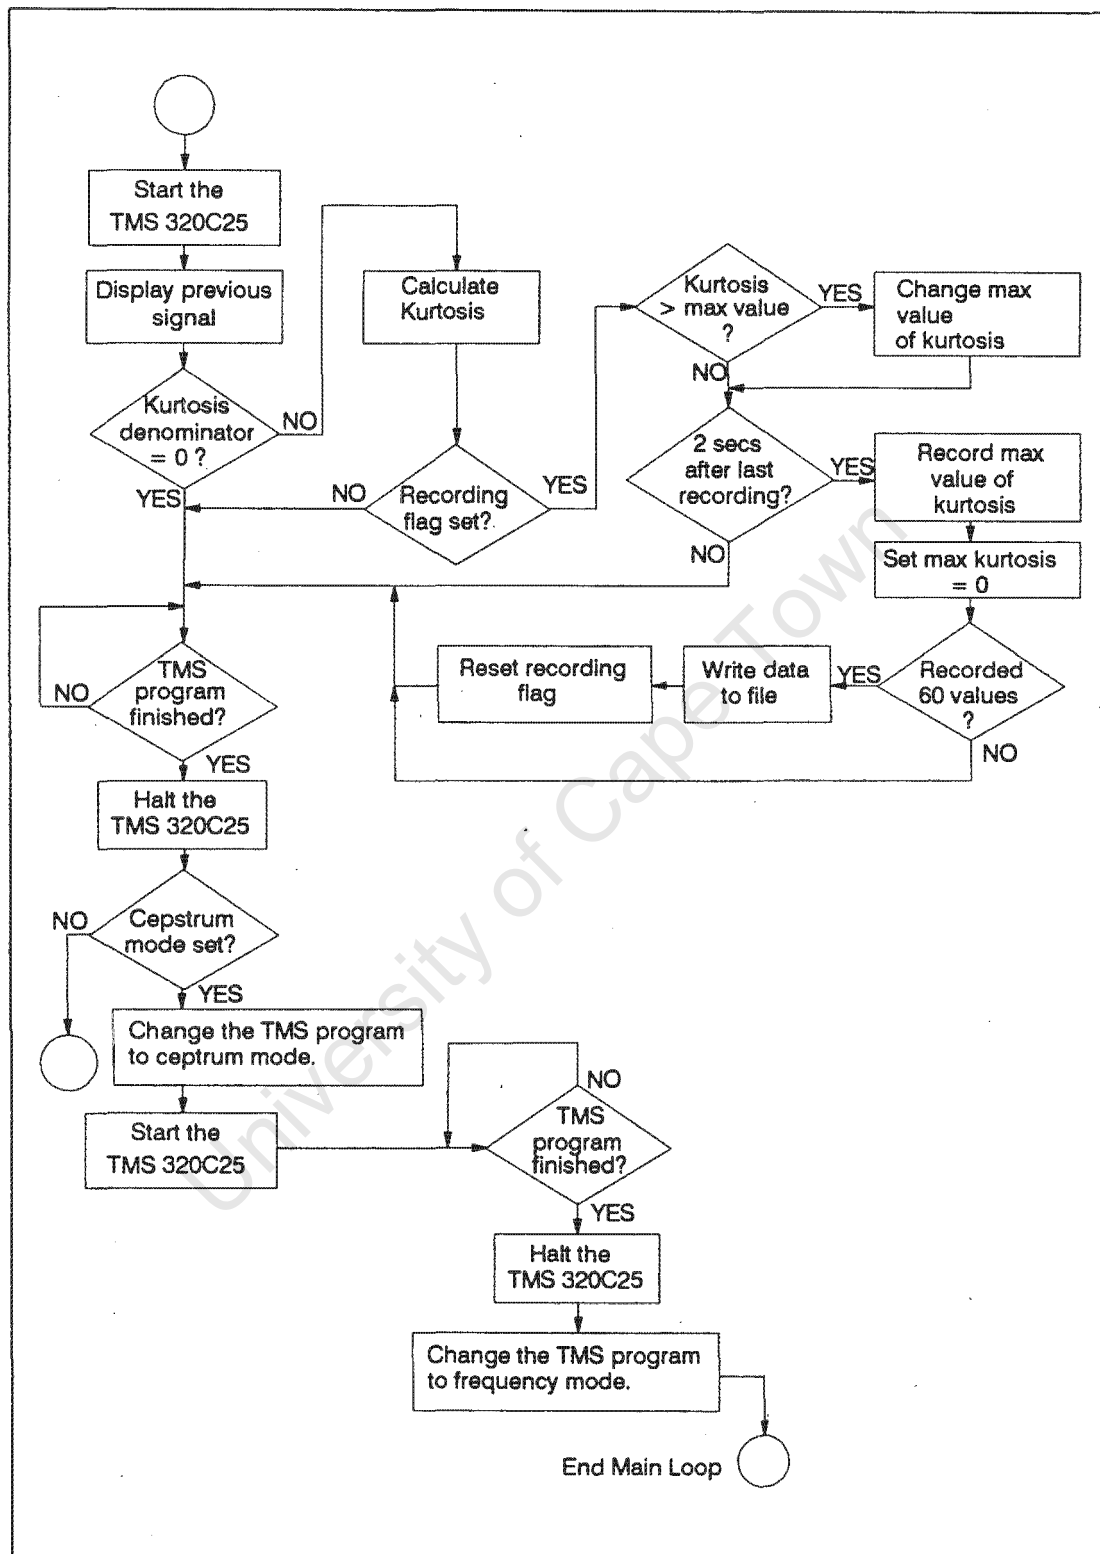 Start the
TMS 320C25
Display previous
signal
Kurtosis
denominator
= 0 ?
NO
YES
Calculate
Kurtosis
Recording
flag set?
NO
YES
Kurtosis
> max value
?
YES
NO
Change max
value
of kurtosis
2 secs
after last
recording?
YES
NO
Record max
value of
kurtosis
Set max kurtosis
= 0
Recorded
60 values
?
YES
NO
Write data
to file
Reset recording
flag
TMS
program
finished?
NO
YES
Halt the
TMS 320C25
Cepstrum
mode set?
NO
YES
Change the TMS program
to ceptrum mode.
Start the
TMS 320C25
TMS
program
finished?
NO
YES
Halt the
TMS 320C25
Change the TMS program
to frequency mode.
End Main Loop
University of Cape Town